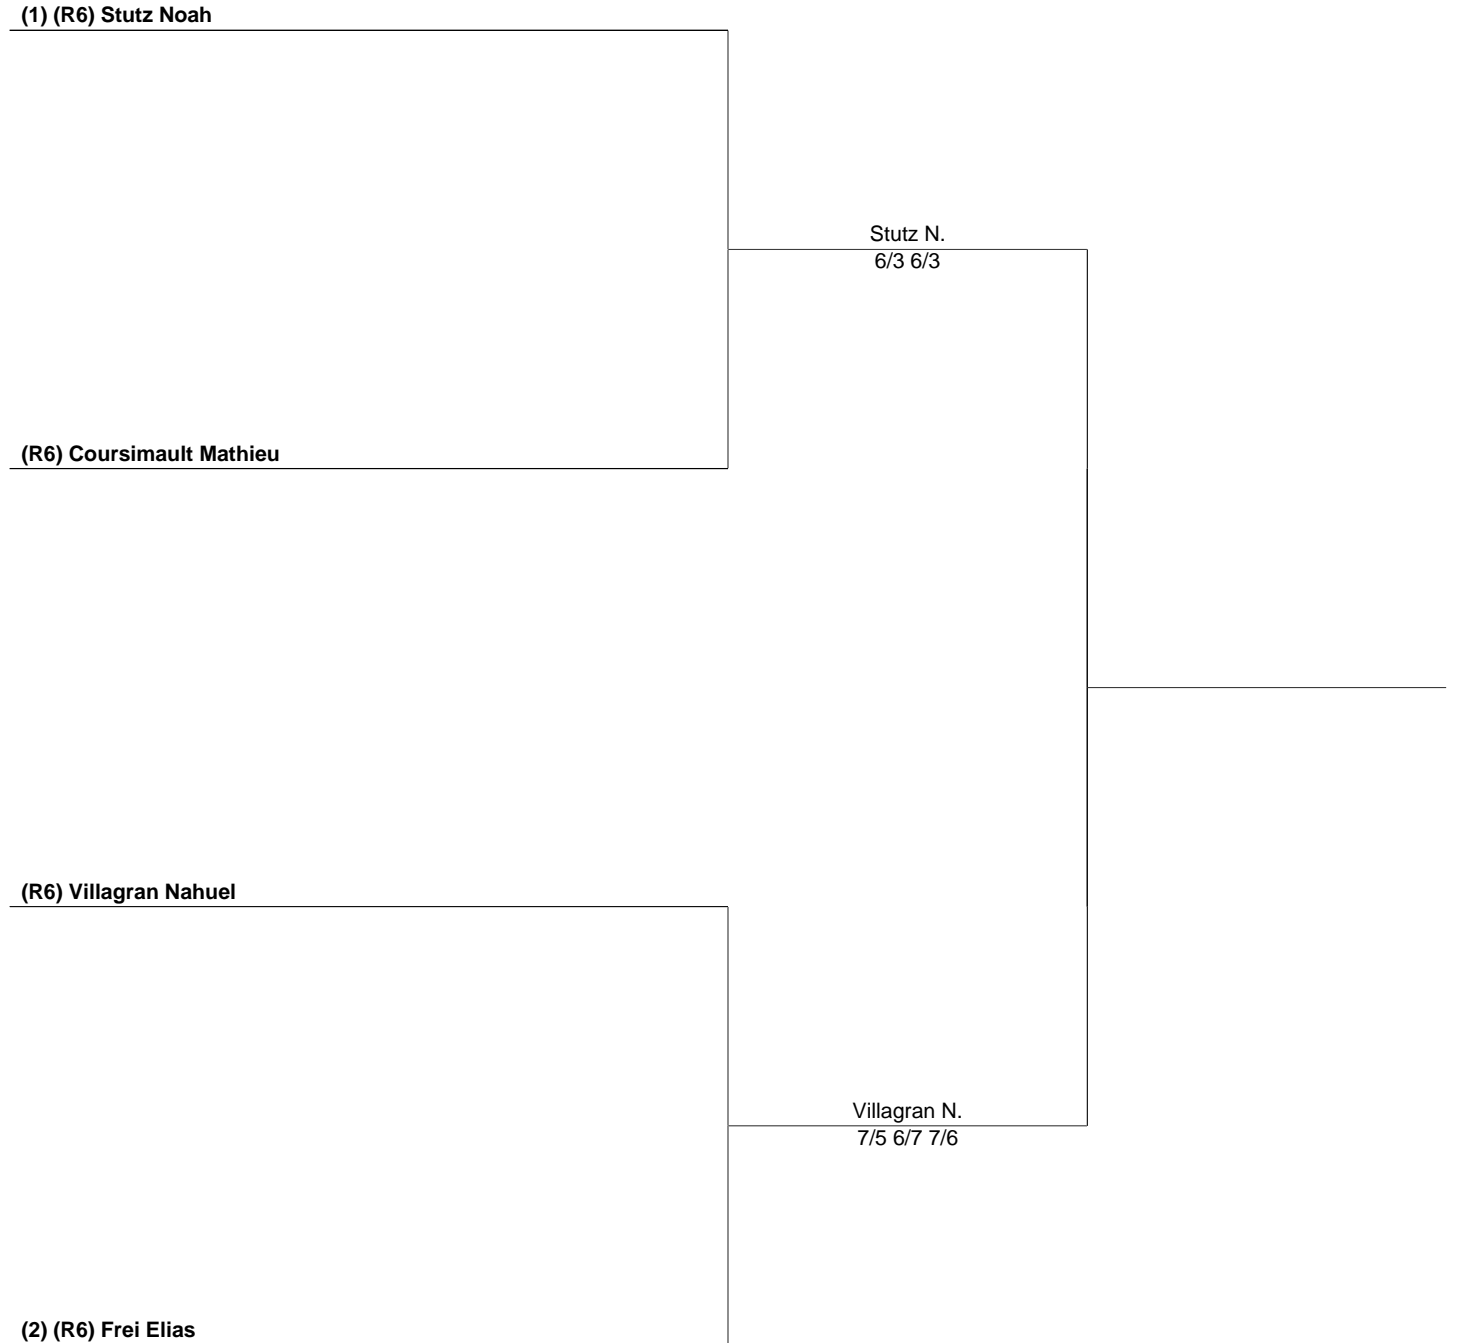 (1) (R6) Stutz Noah
Stutz N.
6/3 6/3
(R6) Coursimault Mathieu
(R6) Villagran Nahuel
Villagran N.
7/5 6/7 7/6
(2) (R6) Frei Elias